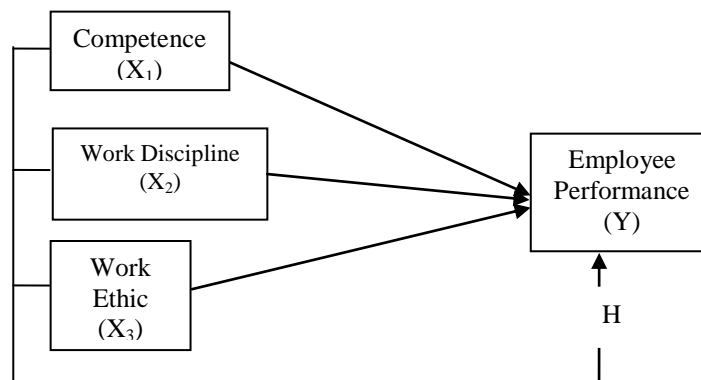 Competence
(X₁)
Work Discipline
(X₂)
Employee
Performance
(Y)
Work
Ethic
(X₃)
H